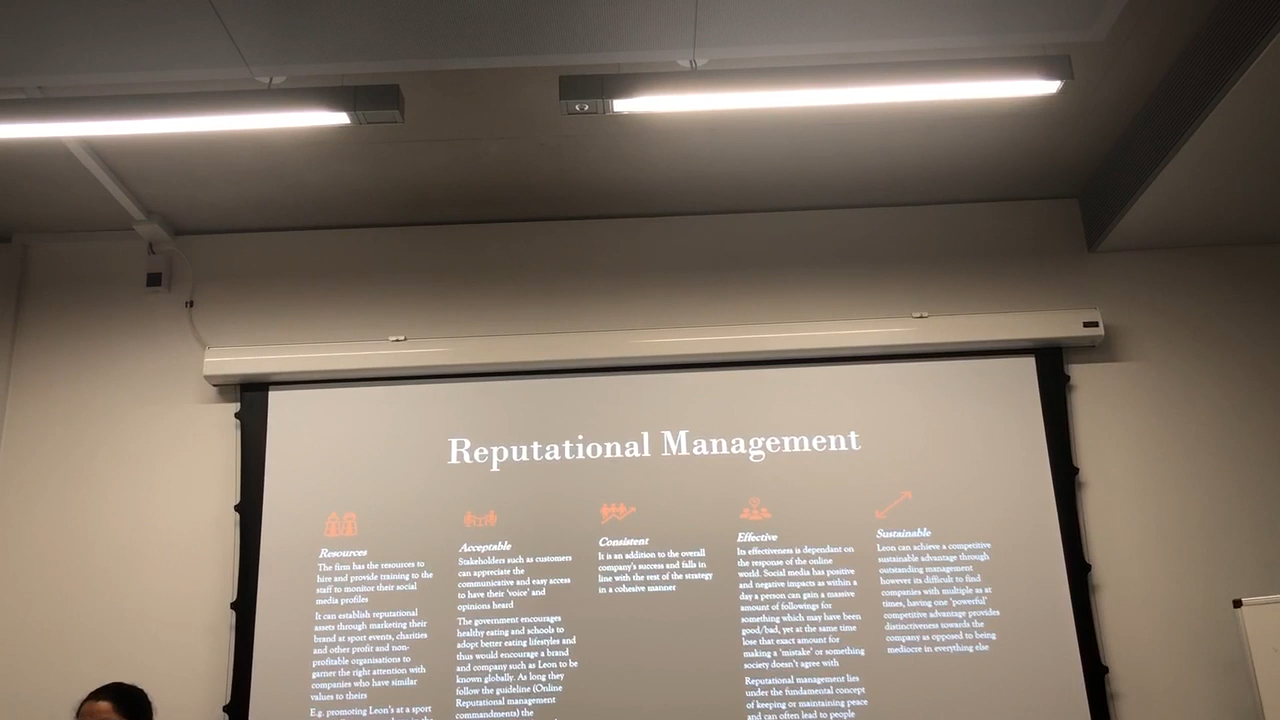 Reputational Management
Resources
The firm has the resources to
hire and provide training to the
staff to monitor their social
media profiles
It can establish reputational
assets through marketing their
brand at sport events, charities
and other profit and non-
profitable organisations to
garner the right attention with
companies who have similar
values to theirs
E.g. promoting Leon's at a sport
Acceptable
Stakeholders such as customers
can appreciate the
communicative and easy access
to have their 'voice' and
opinions heard
The government encourages
healthy eating and schools to
adopt better eating lifestyles and
thus would encourage a brand
and company such as Leon to be
known globally. As long they
follow the guideline (Online
Reputational management
commandments) the
Consistent
It is an addition to the overall
company's success and falls in
line with the rest of the strategy
in a cohesive manner
Effective
Its effectiveness is dependant on
the response of the online
world. Social media has positive
and negative impacts as within a
day a person can gain a massive
amount of followings for
something which may have been
good/bad, yet at the same time
lose that exact amount for
making a 'mistake' or something
society doesn't agree with
Reputational management lies
under the fundamental concept
of keeping or maintaining peace
and can often lead to people
Sustainable
Leon can achieve a competitive
sustainable advantage through
outstanding management
however its difficult to find
companies with multiple as at
times, having one 'powerful'
competitive advantage provides
distinctiveness towards the
company as opposed to being
mediocre in everything else